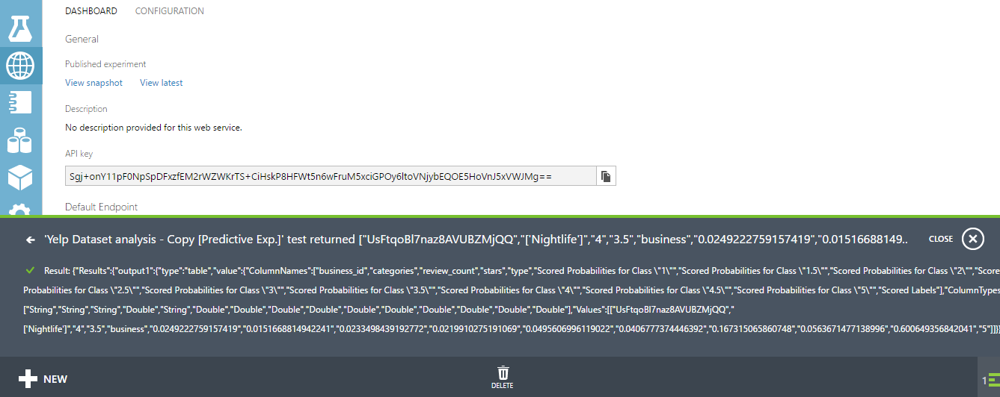 DASHBOARD CONFIGURATION
General
Published experiment
View snapshot View latest
Description
No description provided for this web service.
API key
Sgj+onY11pF0NpSpDFxzfEM2rWZWKrTS+CiHskP8HFWt5n6wFruM5xciGPOy6ltoVNjybEQOE5HoVnJ5xVWJMg==
Default Endpoint
'Yelp Dataset analysis - Copy [Predictive Exp.]' test returned ["UsFtqoBl7naz8AVUBZMjQQ","['Nightlife']","4","3.5","business","0.0249222759157419","0.01516688149.. CLOSE
Result: {"Results":{"output1":{"type":"table","value":{"ColumnNames":["business_id","categories","review_count","stars","type","Scored Probabilities for Class \"1\"","Scored Probabilities for Class \"1.5\"","Scored Probabilities for Class \"2\"","Scored
Probabilities for Class \"2.5\"","Scored Probabilities for Class \"3\"","Scored Probabilities for Class \"3.5\"","Scored Probabilities for Class \"4\"","Scored Probabilities for Class \"4.5\"","Scored Probabilities for Class \"5\"","Scored Labels"],"ColumnTypes
["String","String","String","Double","String","Double","Double","Double","Double","Double","Double","Double","Double","Double","Double"],"Values":[["UsFtqoBl7naz8AVUBZMjQQ","
['Nightlife']","4","3.5","business","0.0249222759157419","0.0151668814942241","0.0233498439192772","0.0219910275191069","0.0495606996119022","0.0406777374446392","0.167315065860748","0.0563671477138996","0.600649356842041","5"]]}}
NEW DELETE 1